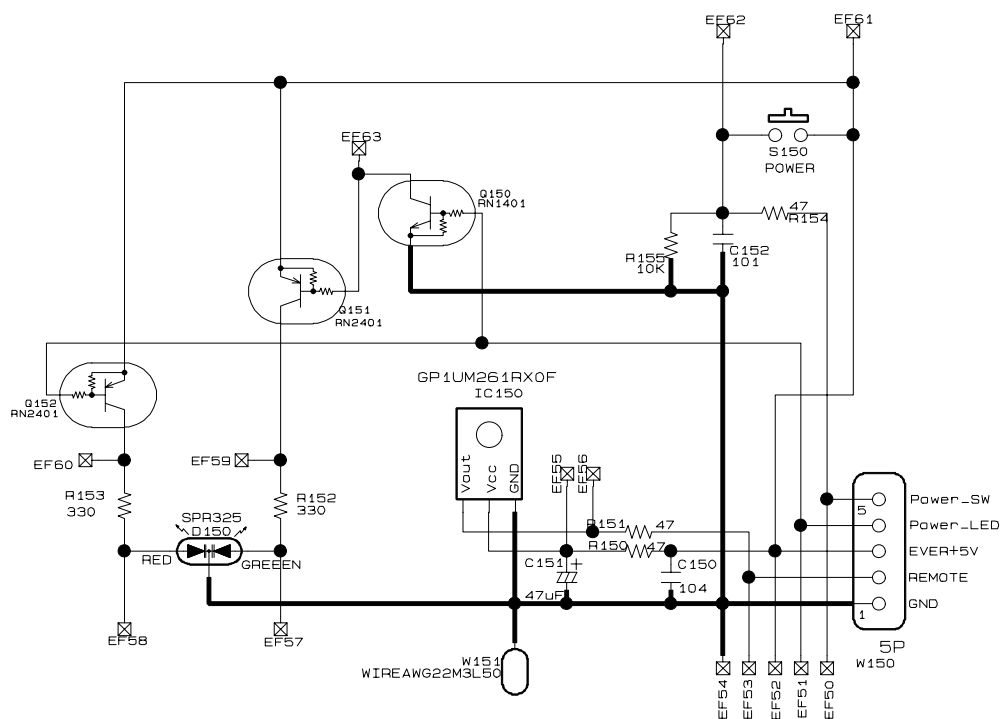 EF62
EF61
S150
POWER
EF63
Q150
RN1401
47
R154
R155
10K
C152
101
Q151
RN2401
GP1UM261RX0F
IC150
Q152
RN2401
Vout
Vcc
GND
EF60
EF59
EF55
EF56
R153
330
R152
330
SPR325
D150
RED
GREEEN
R151
47
R150
47
C151
+
47uF
C150
104
5
Power_SW
Power_LED
EVER+5V
REMOTE
1
GND
5P
W150
EF58
EF57
W151
WIREAWG22M3L50
EF54
EF53
EF52
EF51
EF50